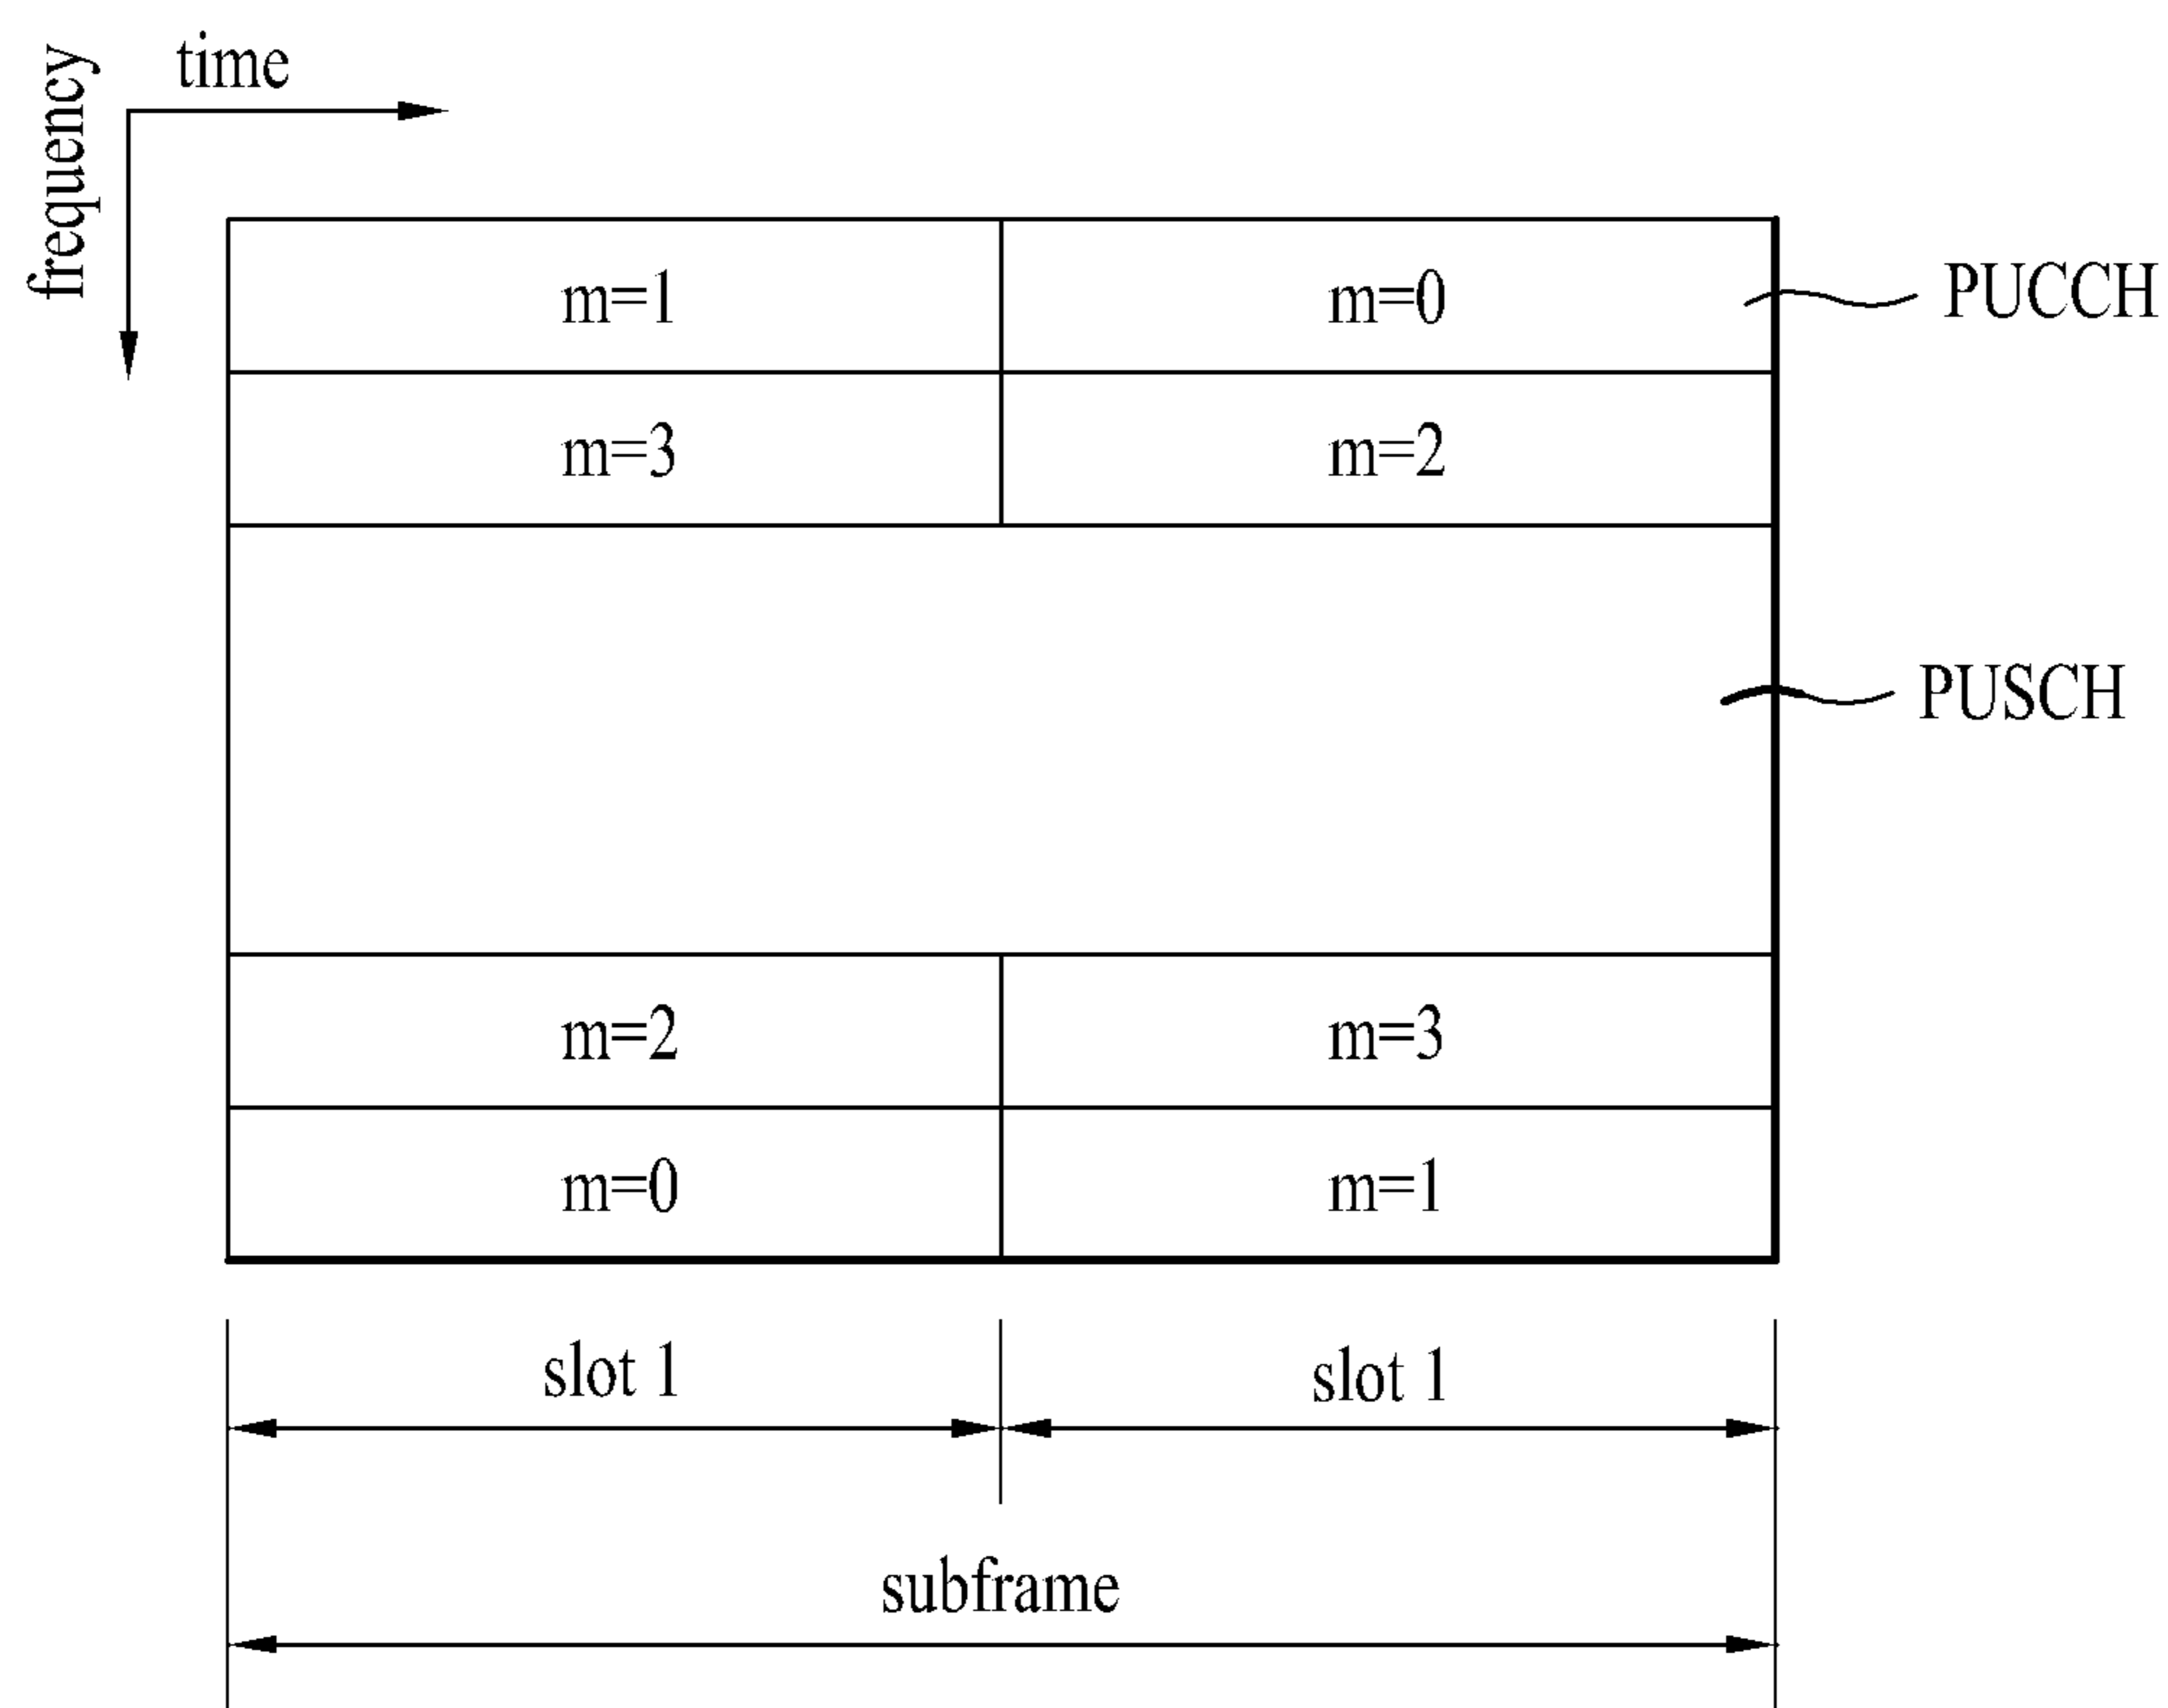 time
frequency
m=1 m=0 PUCCH
m=3 m=2
PUSCH
m=2 m=3
m=0 m=1
slot 1 slot 1
subframe